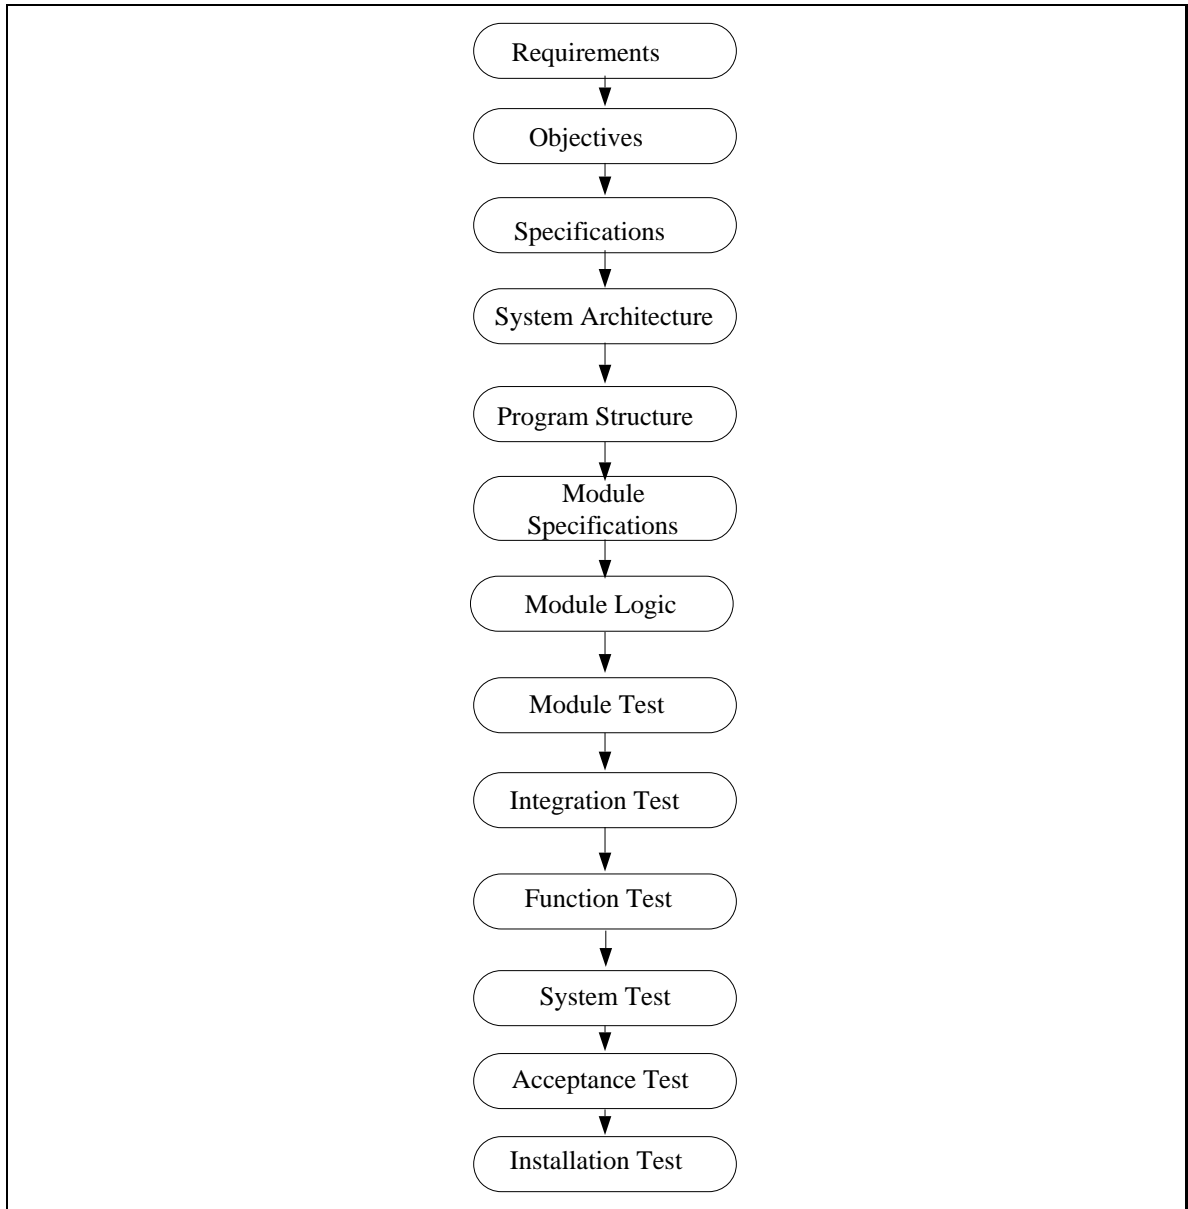 Requirements
Objectives
Specifications
System Architecture
Program Structure
Module
Specifications
Module Logic
Module Test
Integration Test
Function Test
System Test
Acceptance Test
Installation Test